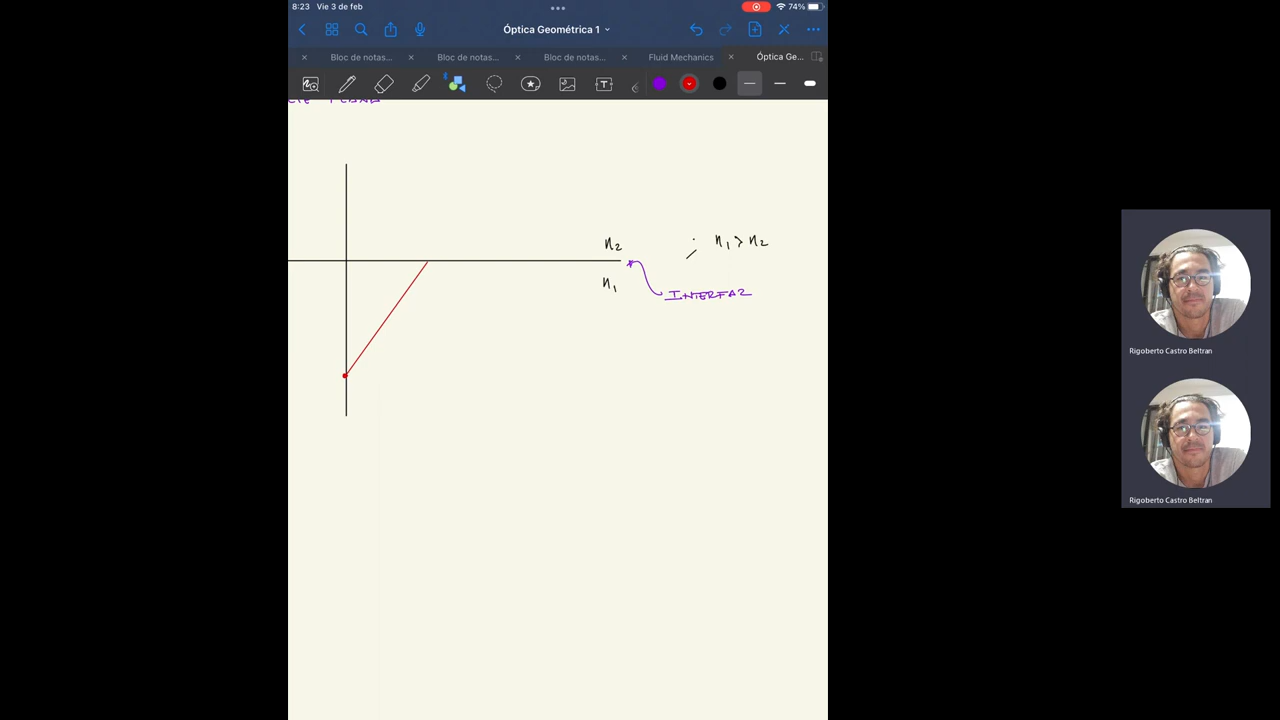 8:23 Vie 3 de feb
74%
Óptica Geométrica 1
Bloc de notas...
Bloc de notas...
Bloc de notas...
Fluid Mechanics
Óptica Ge...
n₂
; n₁ > n₂
n₁
INTERFAZ
Rigoberto Castro Beltran
Rigoberto Castro Beltran